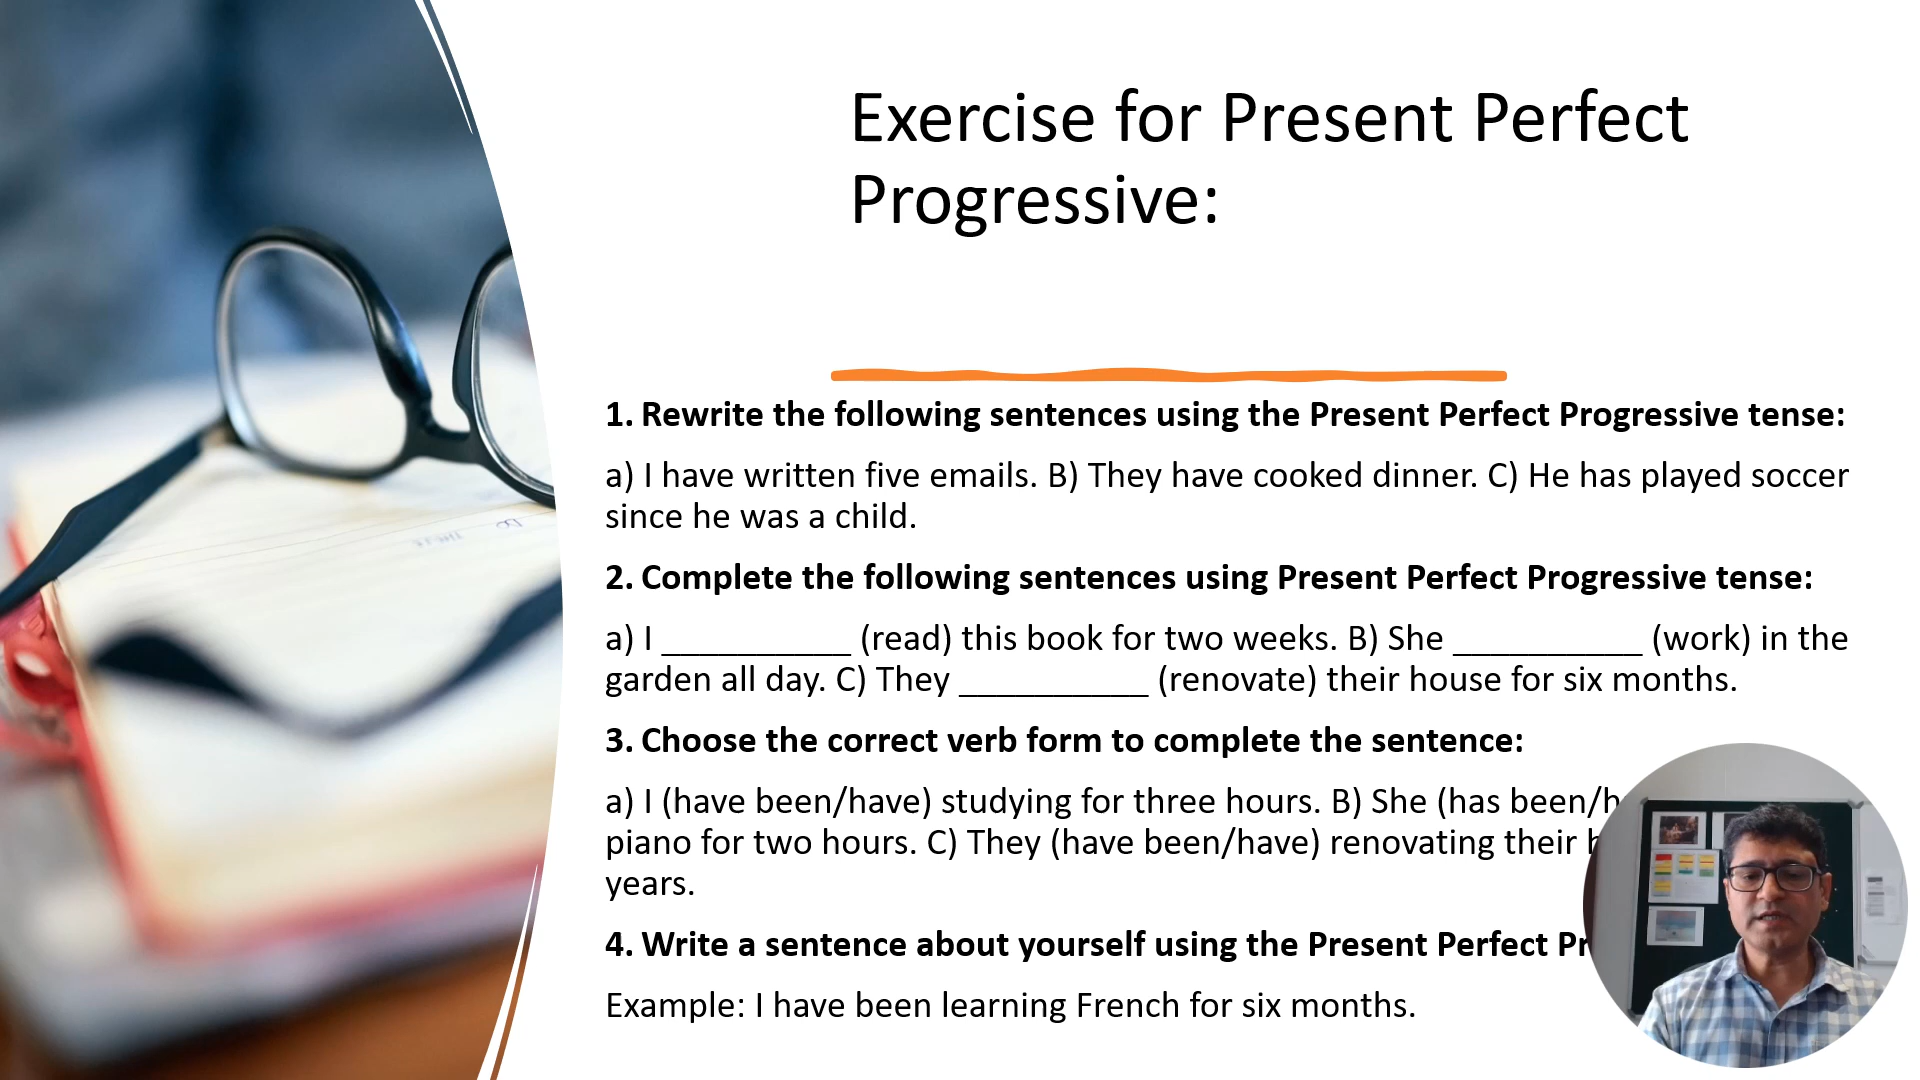 Exercise for Present Perfect
Progressive:
1. Rewrite the following sentences using the Present Perfect Progressive tense:
a) I have written five emails. B) They have cooked dinner. C) He has played soccer
since he was a child.
2. Complete the following sentences using Present Perfect Progressive tense:
a) I __________ (read) this book for two weeks. B) She __________ (work) in the
garden all day. C) They __________ (renovate) their house for six months.
3. Choose the correct verb form to complete the sentence:
a) I (have been/have) studying for three hours. B) She (has been/h
piano for two hours. C) They (have been/have) renovating their
years.
4. Write a sentence about yourself using the Present Perfect
Example: I have been learning French for six months.